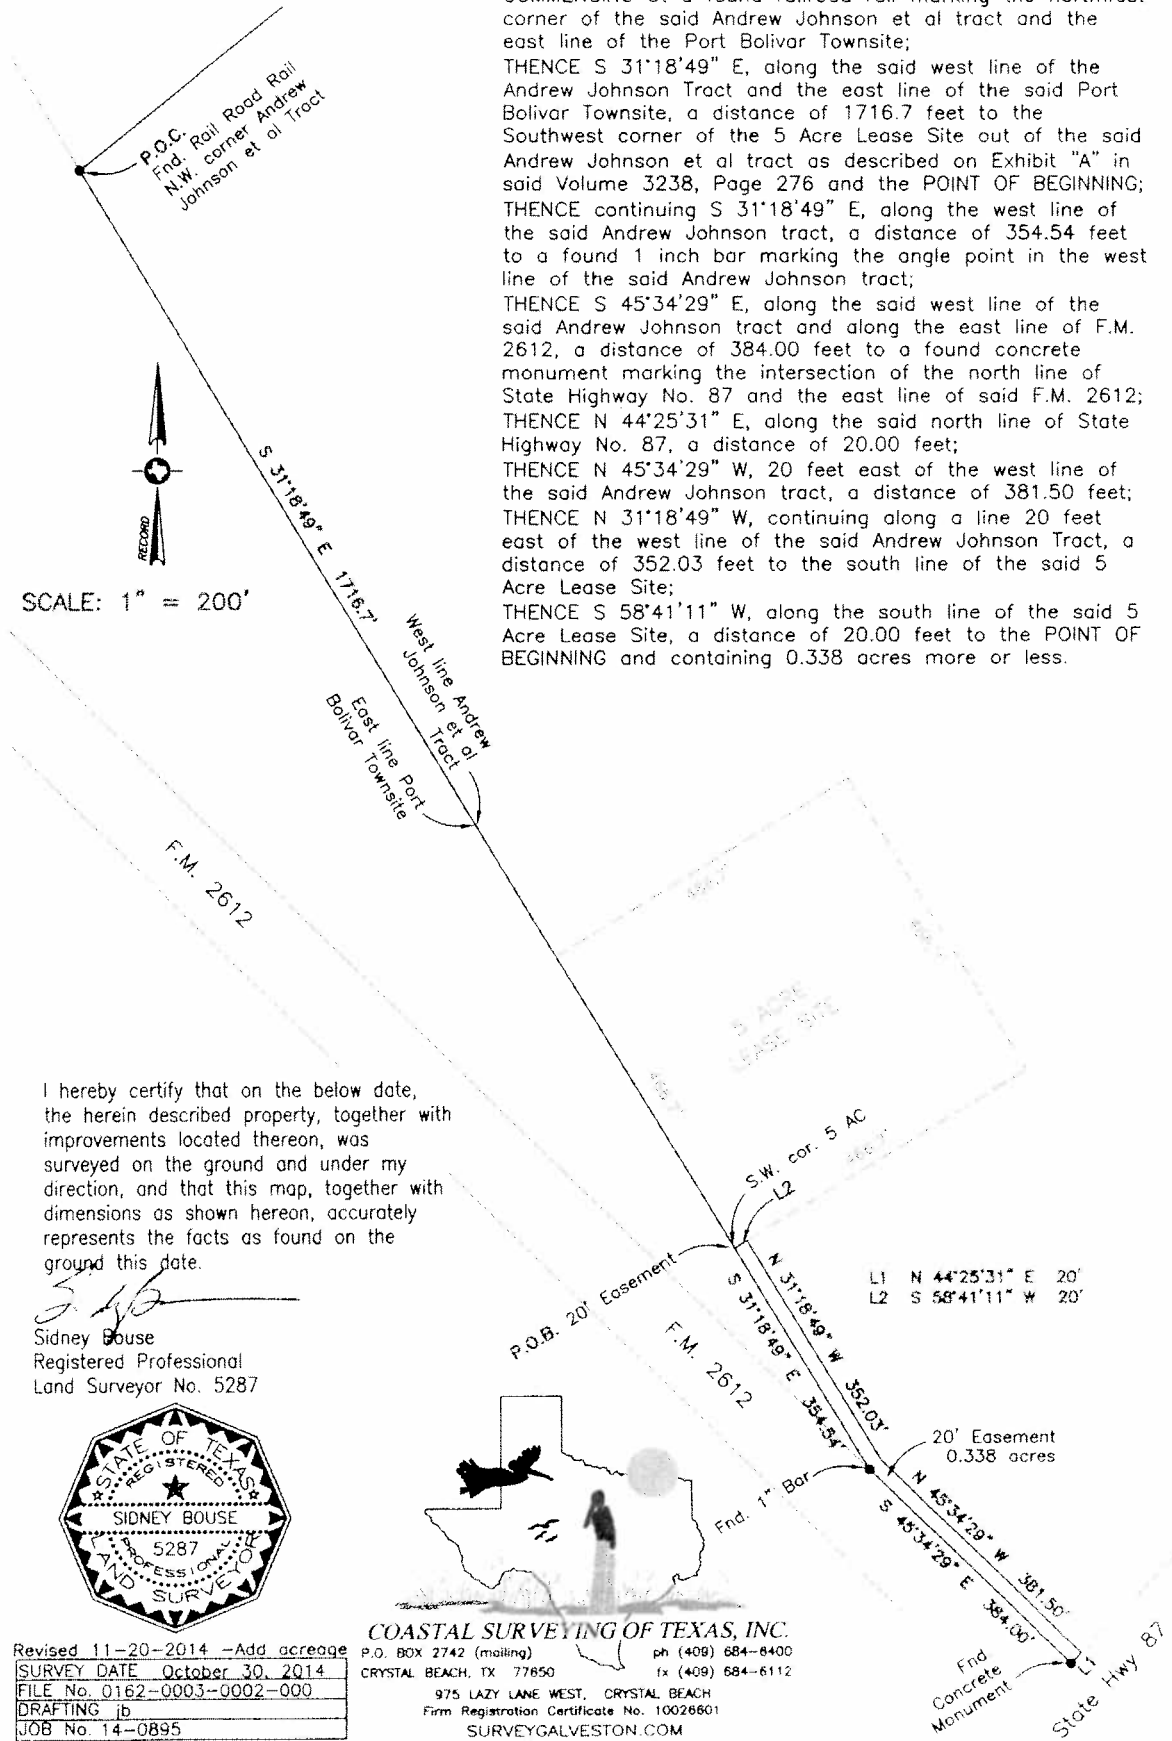 corner of the said Andrew Johnson et al tract and the
east line of the Port Bolivar Townsite;
THENCE S 31°18'49" E, along the said west line of the
Andrew Johnson Tract and the east line of the said Port
Bolivar Townsite, a distance of 1716.7 feet to the
Southwest corner of the 5 Acre Lease Site out of the said
Andrew Johnson et al tract as described on Exhibit "A" in
said Volume 3238, Page 276 and the POINT OF BEGINNING;
THENCE continuing S 31°18'49" E, along the west line of
the said Andrew Johnson tract, a distance of 354.54 feet
to a found 1 inch bar marking the angle point in the west
line of the said Andrew Johnson tract;
THENCE S 45°34'29" E, along the said west line of the
said Andrew Johnson tract and along the east line of F.M.
2612, a distance of 384.00 feet to a found concrete
monument marking the intersection of the north line of
State Highway No. 87 and the east line of said F.M. 2612;
THENCE N 44°25'31" E, along the said north line of State
Highway No. 87, a distance of 20.00 feet;
THENCE N 45°34'29" W, 20 feet east of the west line of
the said Andrew Johnson tract, a distance of 381.50 feet;
THENCE N 31°18'49" W, continuing along a line 20 feet
east of the west line of the said Andrew Johnson Tract, a
distance of 352.03 feet to the south line of the said 5
Acre Lease Site;
THENCE S 58°41'11" W, along the south line of the said 5
Acre Lease Site, a distance of 20.00 feet to the POINT OF
BEGINNING and containing 0.338 acres more or less.
P.O.C.
Fnd. Rail Road Rail
N.W. corner Andrew
Johnson et al Tract
RECORD
SCALE: 1" = 200'
S 31°18'49" E 1716.7'
West line Andrew
Johnson et al
Tract
East line Port
Bolivar Townsite
F.M. 2612
466.7'
5 ACRE
LEASE SITE
466.7'
466.7'
S.W. cor. 5 AC
L2
P.O.B. 20' Easement
N 31°18'49" W 352.03'
S 31°18'49" E 354.54'
F.M. 2612
L1 N 44°25'31" E 20'
L2 S 58°41'11" W 20'
20' Easement
0.338 acres
Fnd. 1" Bar
N 45°34'29" W 381.50'
S 45°34'29" E 384.00'
Fnd
Concrete
Monument
L1
State Hwy 87
I hereby certify that on the below date,
the herein described property, together with
improvements located thereon, was
surveyed on the ground and under my
direction, and that this map, together with
dimensions as shown hereon, accurately
represents the facts as found on the
ground this date.
Sidney Bouse
Registered Professional
Land Surveyor No. 5287
STATE OF TEXAS
REGISTERED
SIDNEY BOUSE
5287
PROFESSIONAL
LAND SURVEYOR
Revised 11-20-2014 -Add acreage
SURVEY DATE October 30, 2014
FILE No. 0162-0003-0002-000
DRAFTING jb
JOB No. 14-0895
COASTAL SURVEYING OF TEXAS, INC.
P.O. BOX 2742 (mailing) ph (409) 684-6400
CRYSTAL BEACH, TX 77650 fx (409) 684-6112
975 LAZY LANE WEST, CRYSTAL BEACH
Firm Registration Certificate No. 10026601
SURVEYGALVESTON.COM